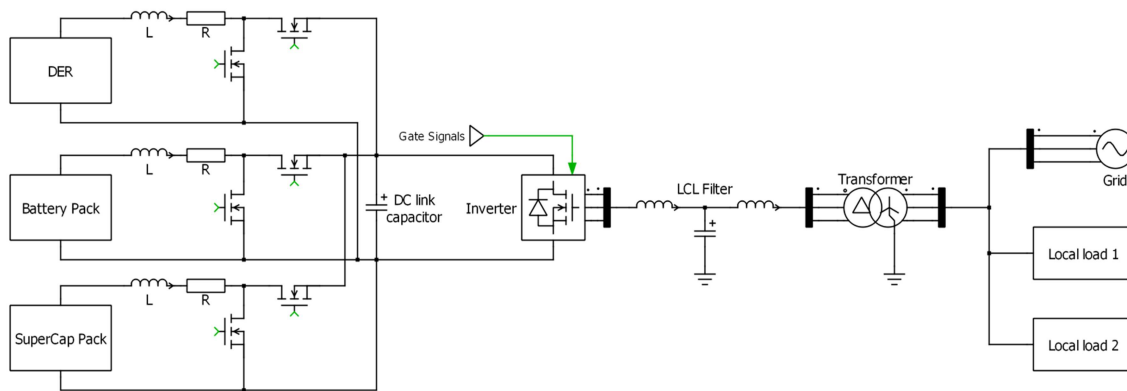 L
R
DER
Gate Signals
Grid
L
R
Battery Pack
DC link
capacitor
Inverter
LCL Filter
Transformer
Local load 1
L
R
SuperCap Pack
Local load 2